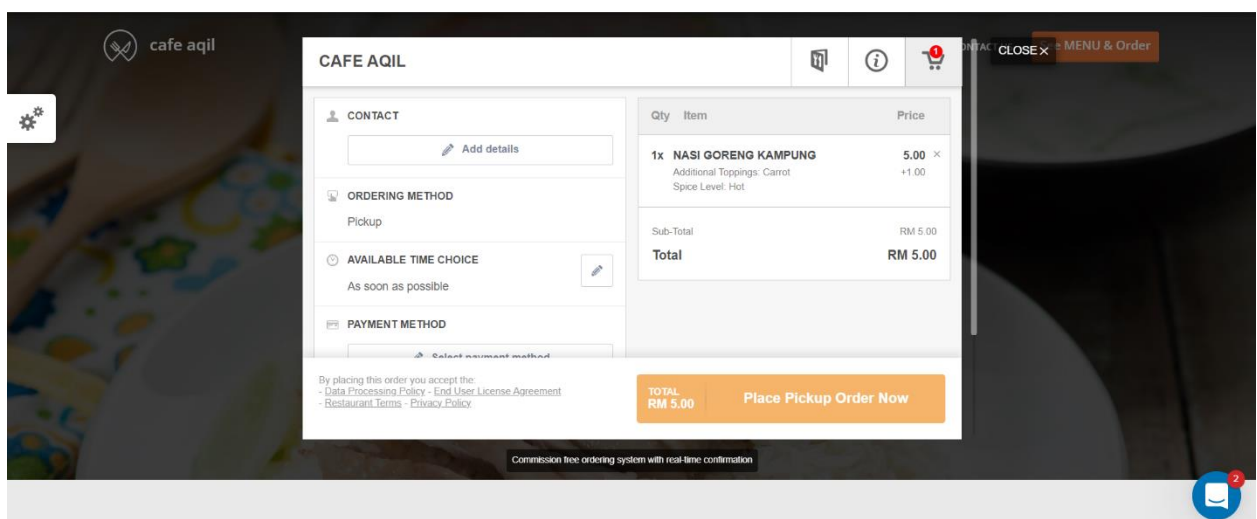 cafe aqil
CAFE AQIL
1
CLOSE ×
MENU & Order
CONTACT
Add details
ORDERING METHOD
Pickup
AVAILABLE TIME CHOICE
As soon as possible
PAYMENT METHOD
Select payment method
Qty Item Price
1x NASI GORENG KAMPUNG 5.00 ×
Additional Toppings: Carrot +1.00
Spice Level: Hot
Sub-Total RM 5.00
Total RM 5.00
By placing this order you accept the:
- Data Processing Policy - End User License Agreement
- Restaurant Terms - Privacy Policy
TOTAL
RM 5.00
Place Pickup Order Now
Commission free ordering system with real-time confirmation
2